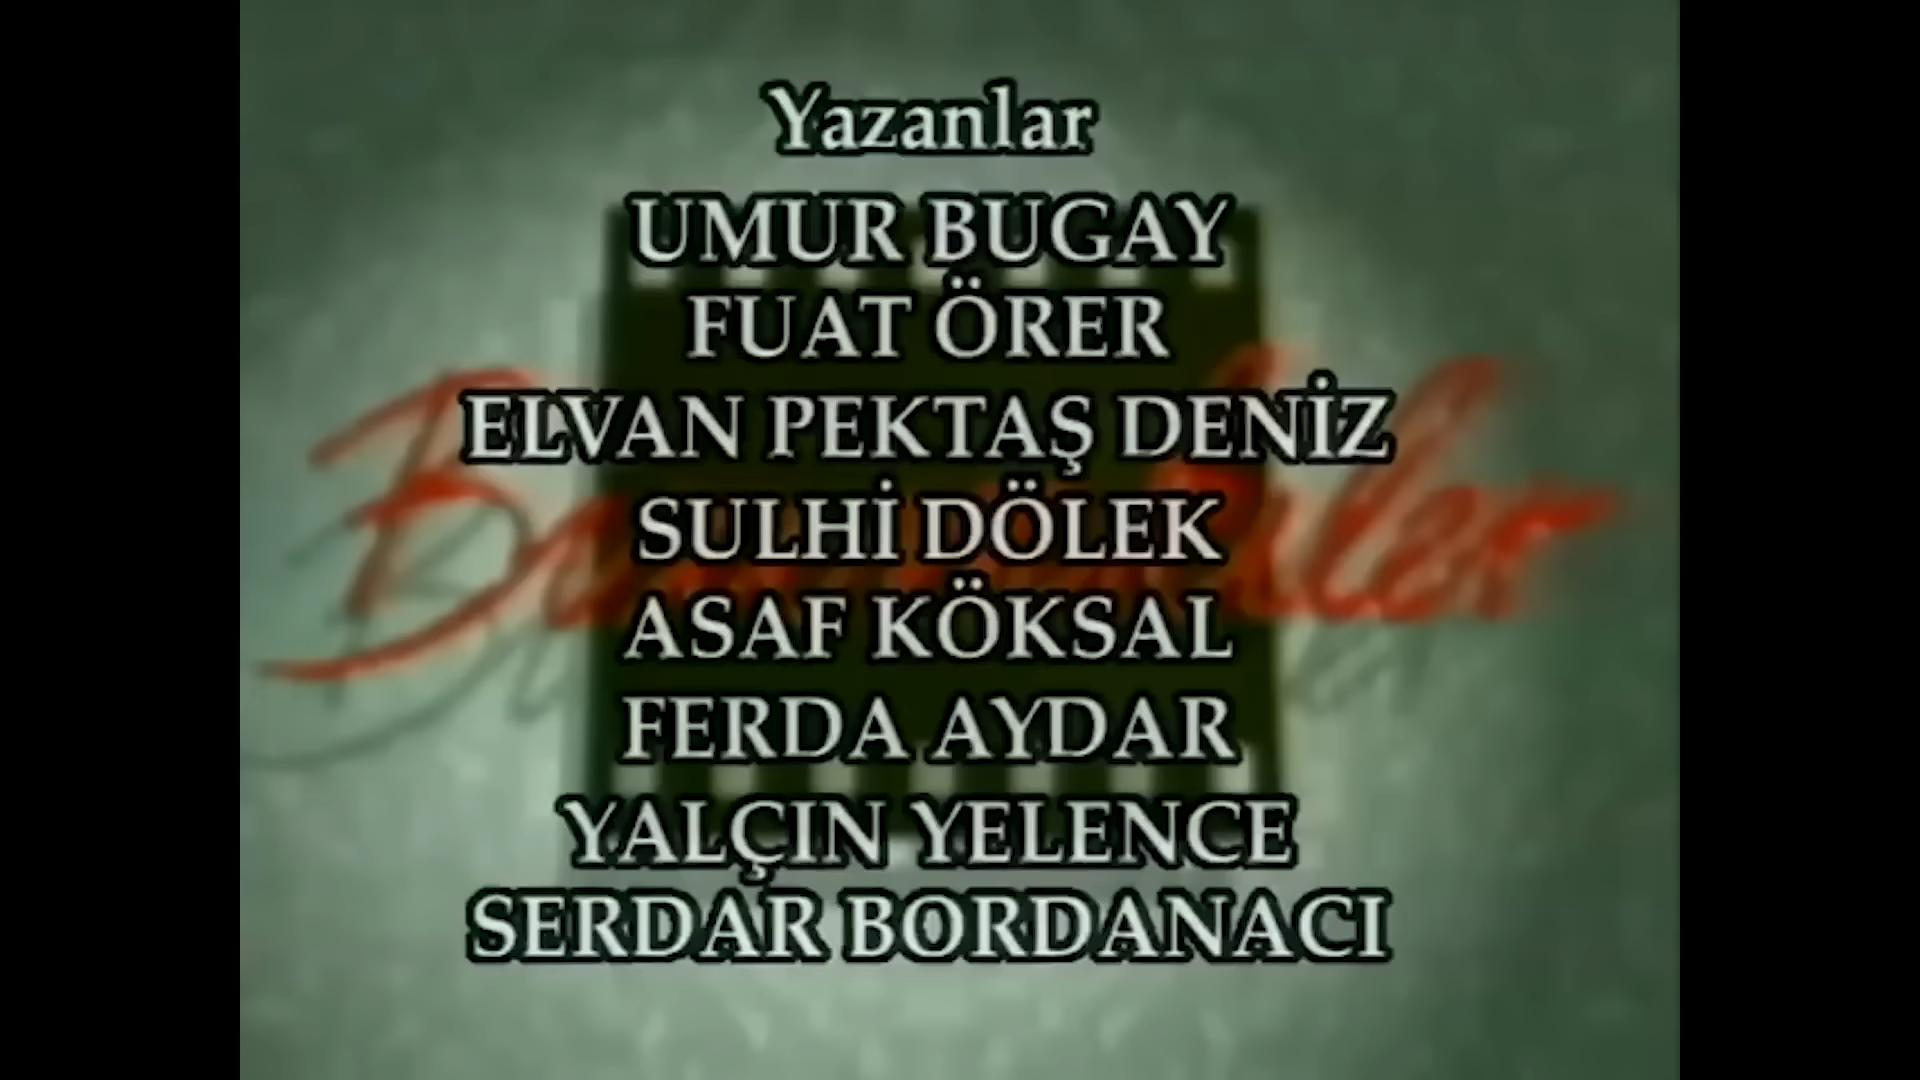 Yazanlar
UMUR BUGAY
FUAT ÖRER
ELVAN PEKTAŞ DENİZ
SULHİ DÖLEK
ASAF KÖKSAL
FERDA AYDAR
YALÇIN YELENCE
SERDAR BORDANACI